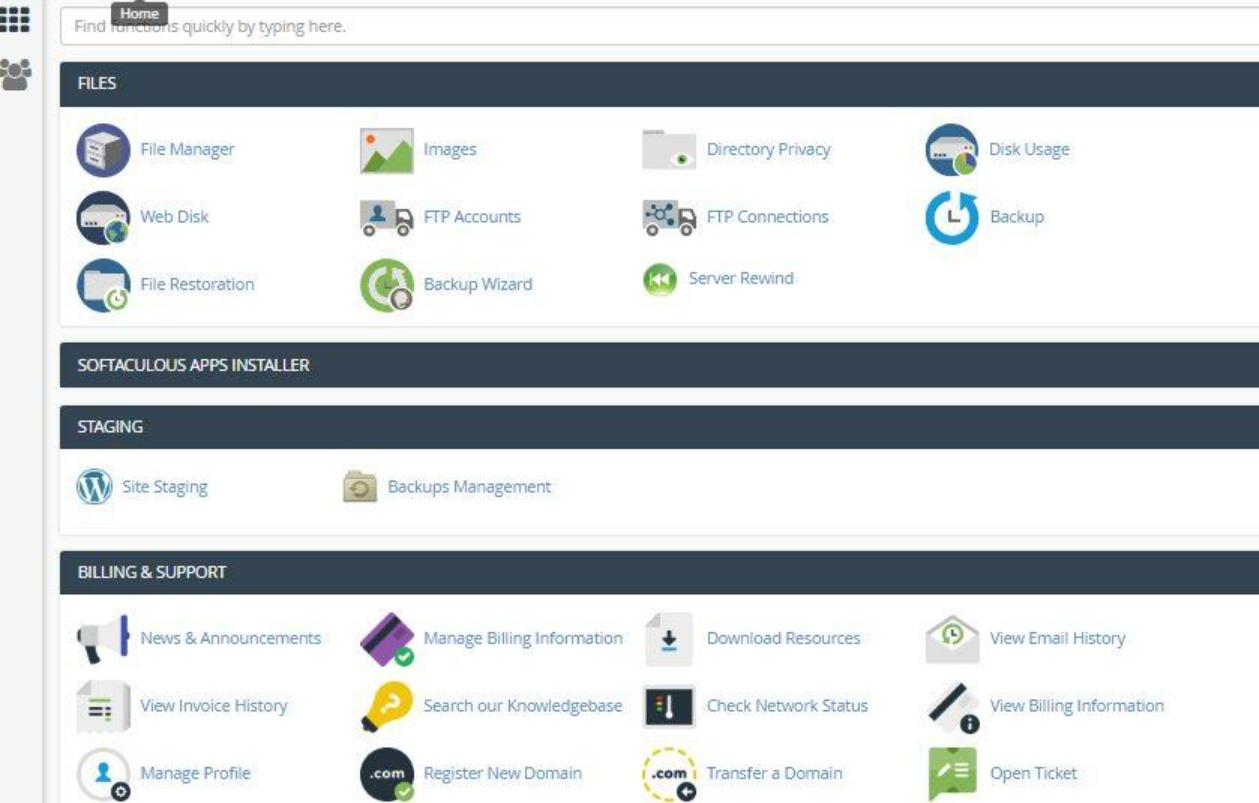 Home
Find functions quickly by typing here.
FILES
File Manager
Images
Directory Privacy
Disk Usage
Web Disk
FTP Accounts
FTP Connections
Backup
File Restoration
Backup Wizard
Server Rewind
SOFTACULOUS APPS INSTALLER
STAGING
Site Staging
Backups Management
BILLING & SUPPORT
News & Announcements
Manage Billing Information
Download Resources
View Email History
View Invoice History
Search our Knowledgebase
Check Network Status
View Billing Information
.com
.com
Manage Profile
Register New Domain
Transfer a Domain
Open Ticket